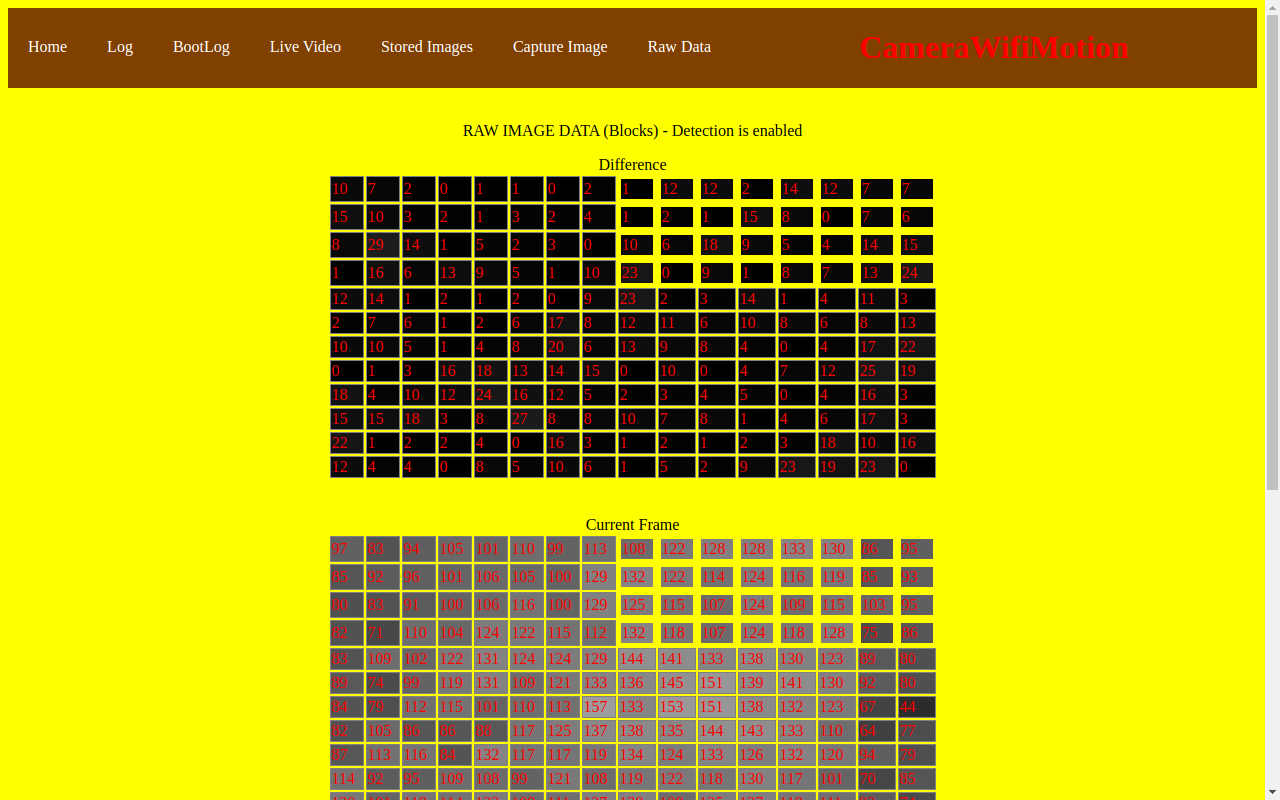 Home Log BootLog Live Video Stored Images Capture Image Raw Data CameraWifiMotion
RAW IMAGE DATA (Blocks) - Detection is enabled
Difference
10 7 2 0 1 1 0 2 1 12 12 2 14 12 7 7
15 10 3 2 1 3 2 4 1 2 1 15 8 0 7 6
8 29 14 1 5 2 3 0 10 6 18 9 5 4 14 15
1 16 6 13 9 5 1 10 23 0 9 1 8 7 13 24
12 14 1 2 1 2 0 9 23 2 3 14 1 4 11 3
2 7 6 1 2 6 17 8 12 11 6 10 8 6 8 13
10 10 5 1 4 8 20 6 13 9 8 4 0 4 17 22
0 1 3 16 18 13 14 15 0 10 0 4 7 12 25 19
18 4 10 12 24 16 12 5 2 3 4 5 0 4 16 3
15 15 18 3 8 27 8 8 10 7 8 1 4 6 17 3
22 1 2 2 4 0 16 3 1 2 1 2 3 18 10 16
12 4 4 0 8 5 10 6 1 5 2 9 23 19 23 0
Current Frame
97 83 94 105 101 110 99 113 108 122 128 128 133 130 86 95
85 92 96 101 106 105 100 129 132 122 114 124 116 119 85 93
80 83 91 100 106 116 100 129 125 115 107 124 109 115 103 95
82 71 110 104 124 122 115 112 132 118 107 124 118 128 75 86
83 109 102 122 131 124 124 129 144 141 133 138 130 123 89 80
89 74 99 119 131 109 121 133 136 145 151 139 141 130 92 80
84 79 112 115 101 110 113 157 133 153 151 138 132 123 67 44
82 105 86 86 88 117 125 137 138 135 144 143 133 110 64 77
87 113 116 84 132 117 117 119 134 124 133 126 132 120 94 79
114 92 95 109 108 99 121 108 119 122 118 130 117 101 70 85